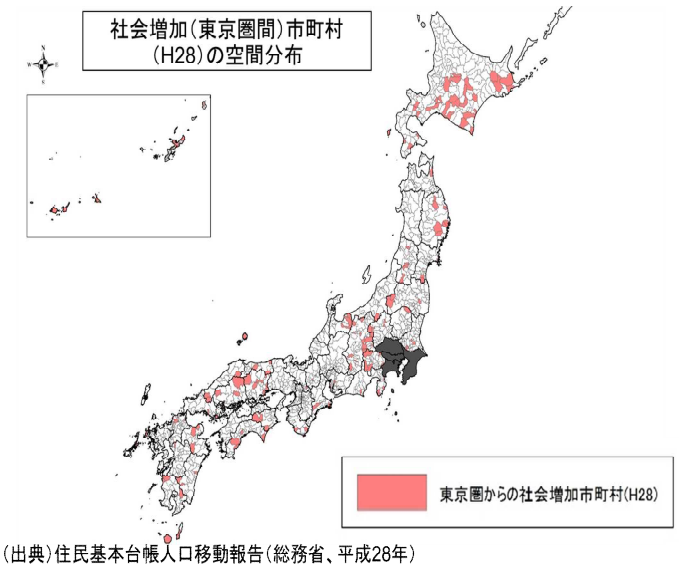 社会増加（東京圏間）市町村
（H28）の空間分布
N
W E
S
東京圏からの社会増加市町村(H28)
（出典）住民基本台帳人口移動報告（総務省、平成28年）